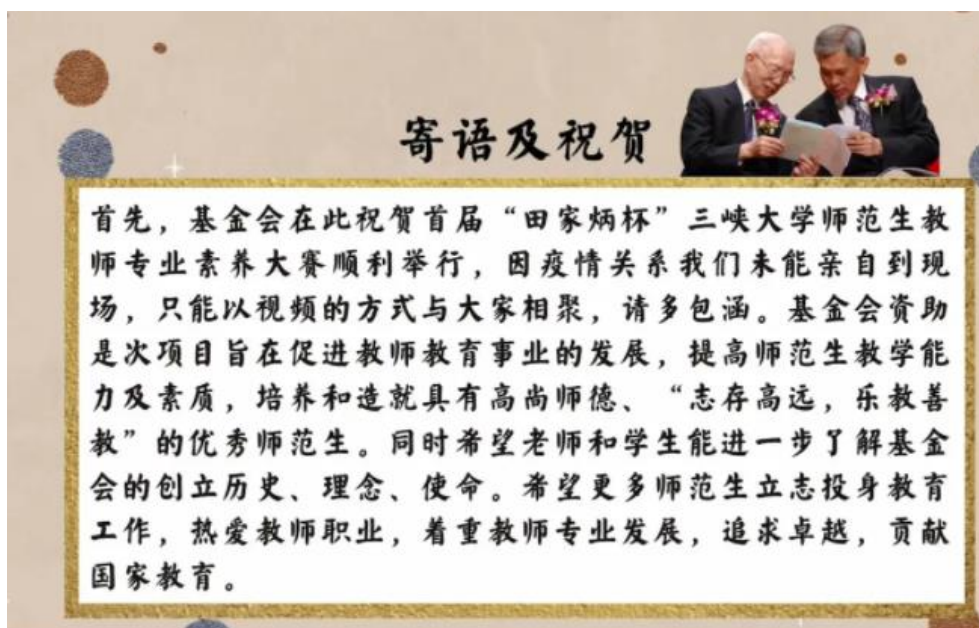 寄语及祝贺
首先，基金会在此祝贺首届“田家炳杯”三峡大学师范生教
师专业素养大赛顺利举行，因疫情关系我们未能亲自到现
场，只能以视频的方式与大家相聚，请多包涵。基金会资助
是次项目旨在促进教师教育事业的发展，提高师范生教学能
力及素质，培养和造就具有高尚师德、“志存高远，乐教善
教”的优秀师范生。同时希望老师和学生能进一步了解基金
会的创立历史、理念、使命。希望更多师范生立志投身教育
工作，热爱教师职业，着重教师专业发展，追求卓越，贡献
国家教育。